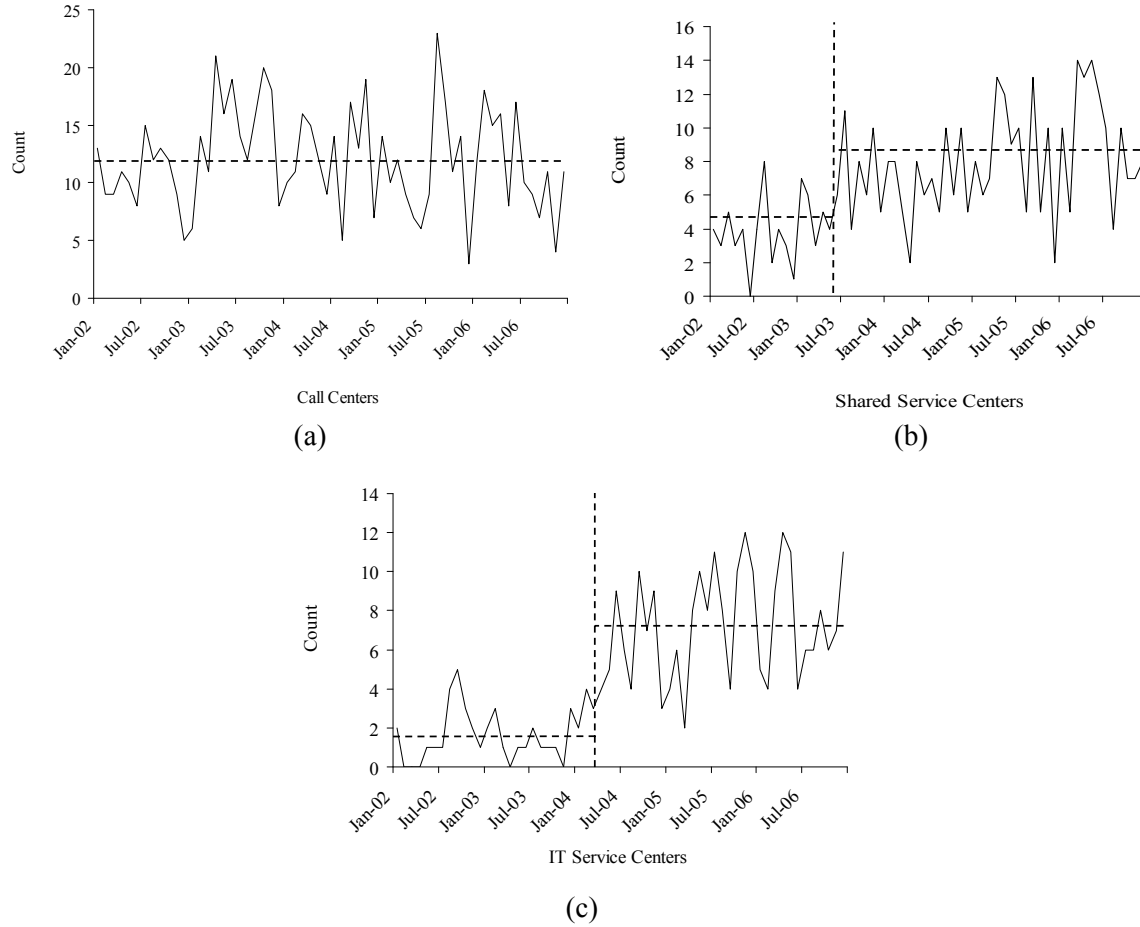 25
20
15
10
5
0
Count
Jan-02
Jul-02
Jan-03
Jul-03
Jan-04
Jul-04
Jan-05
Jul-05
Jan-06
Jul-06
Call Centers
(a)
16
14
12
10
8
6
4
2
0
Count
Jan-02
Jul-02
Jan-03
Jul-03
Jan-04
Jul-04
Jan-05
Jul-05
Jan-06
Jul-06
Shared Service Centers
(b)
14
12
10
8
6
4
2
0
Count
Jan-02
Jul-02
Jan-03
Jul-03
Jan-04
Jul-04
Jan-05
Jul-05
Jan-06
Jul-06
IT Service Centers
(c)